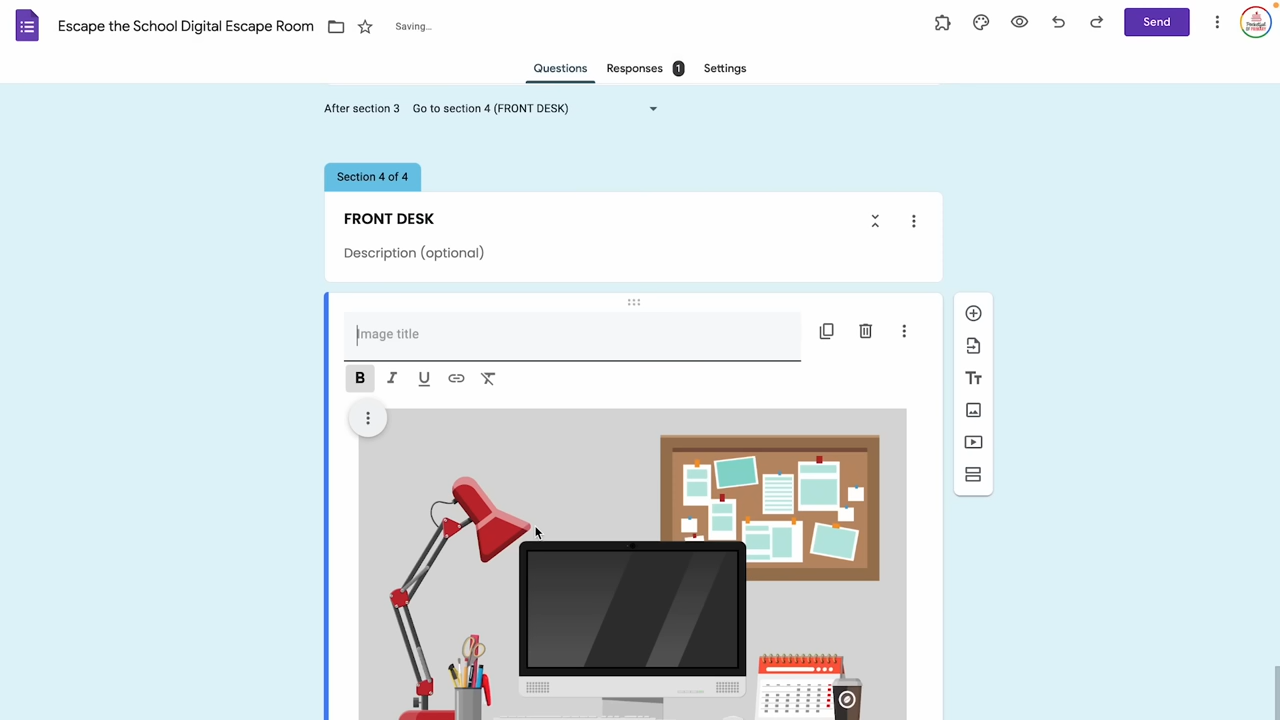 Escape the School Digital Escape Room
Saving...
Send
Questions
Responses 1
Settings
After section 3 Go to section 4 (FRONT DESK)
Section 4 of 4
FRONT DESK
Description (optional)
Image title
B I U
Tt